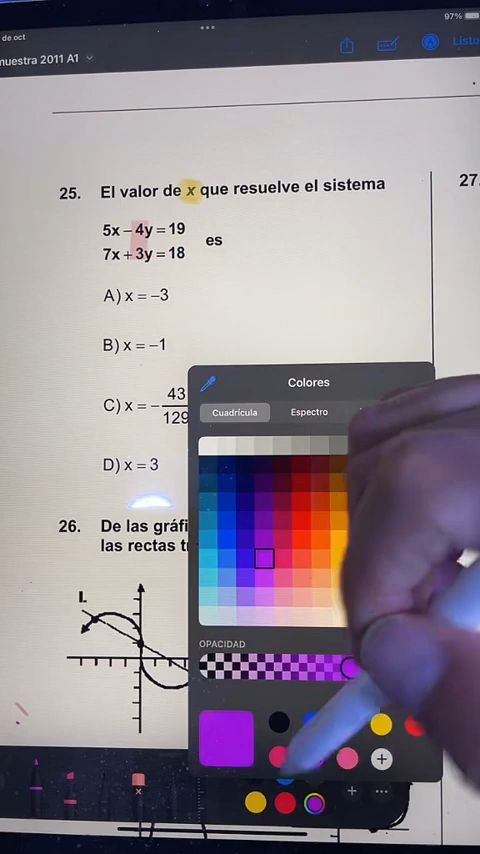 97%
de oct
muestra 2011 A1
Listo
25. El valor de x que resuelve el sistema
27.
5x – 4y = 19
7x + 3y = 18
es
A) x = –3
B) x = –1
C) x = – 43
129
D) x = 3
Colores
Cuadrícula
Espectro
26. De las gráfi
las rectas t
L
OPACIDAD